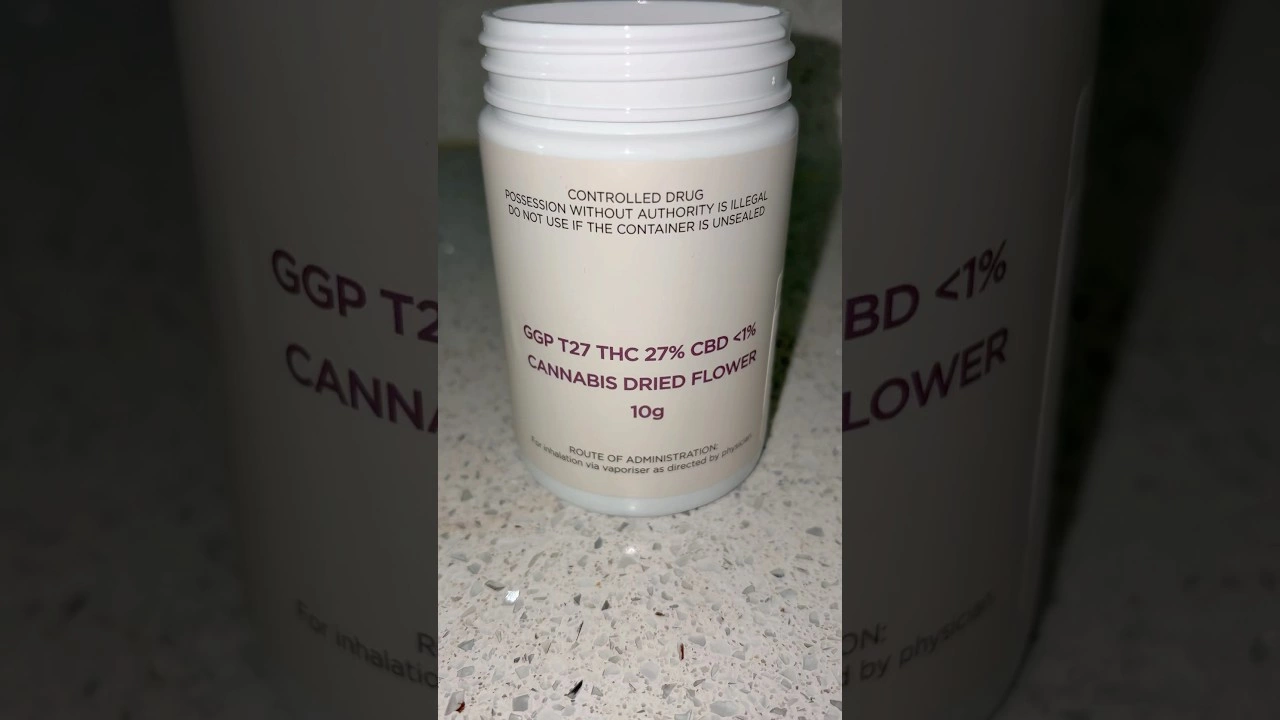 CONTROLLED DRUG
POSSESSION WITHOUT AUTHORITY IS ILLEGAL
DO NOT USE IF THE CONTAINER IS UNSEALED
GGP T27 THC 27% CBD <1%
CANNABIS DRIED FLOWER
10g
ROUTE OF ADMINISTRATION:
For inhalation via vaporiser as directed by physician